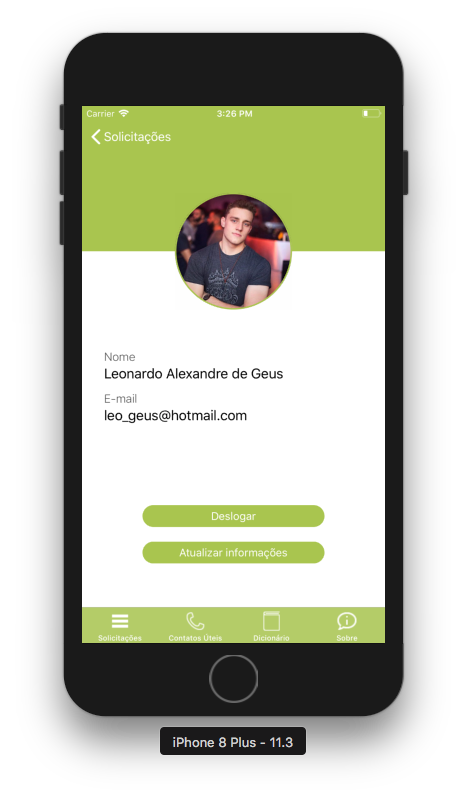 Carrier 3:26 PM
Solicitações
Nome
Leonardo Alexandre de Geus
E-mail
leo_geus@hotmail.com
Deslogar
Atualizar informações
Solicitações Contatos Úteis Dicionário Sobre
iPhone 8 Plus - 11.3